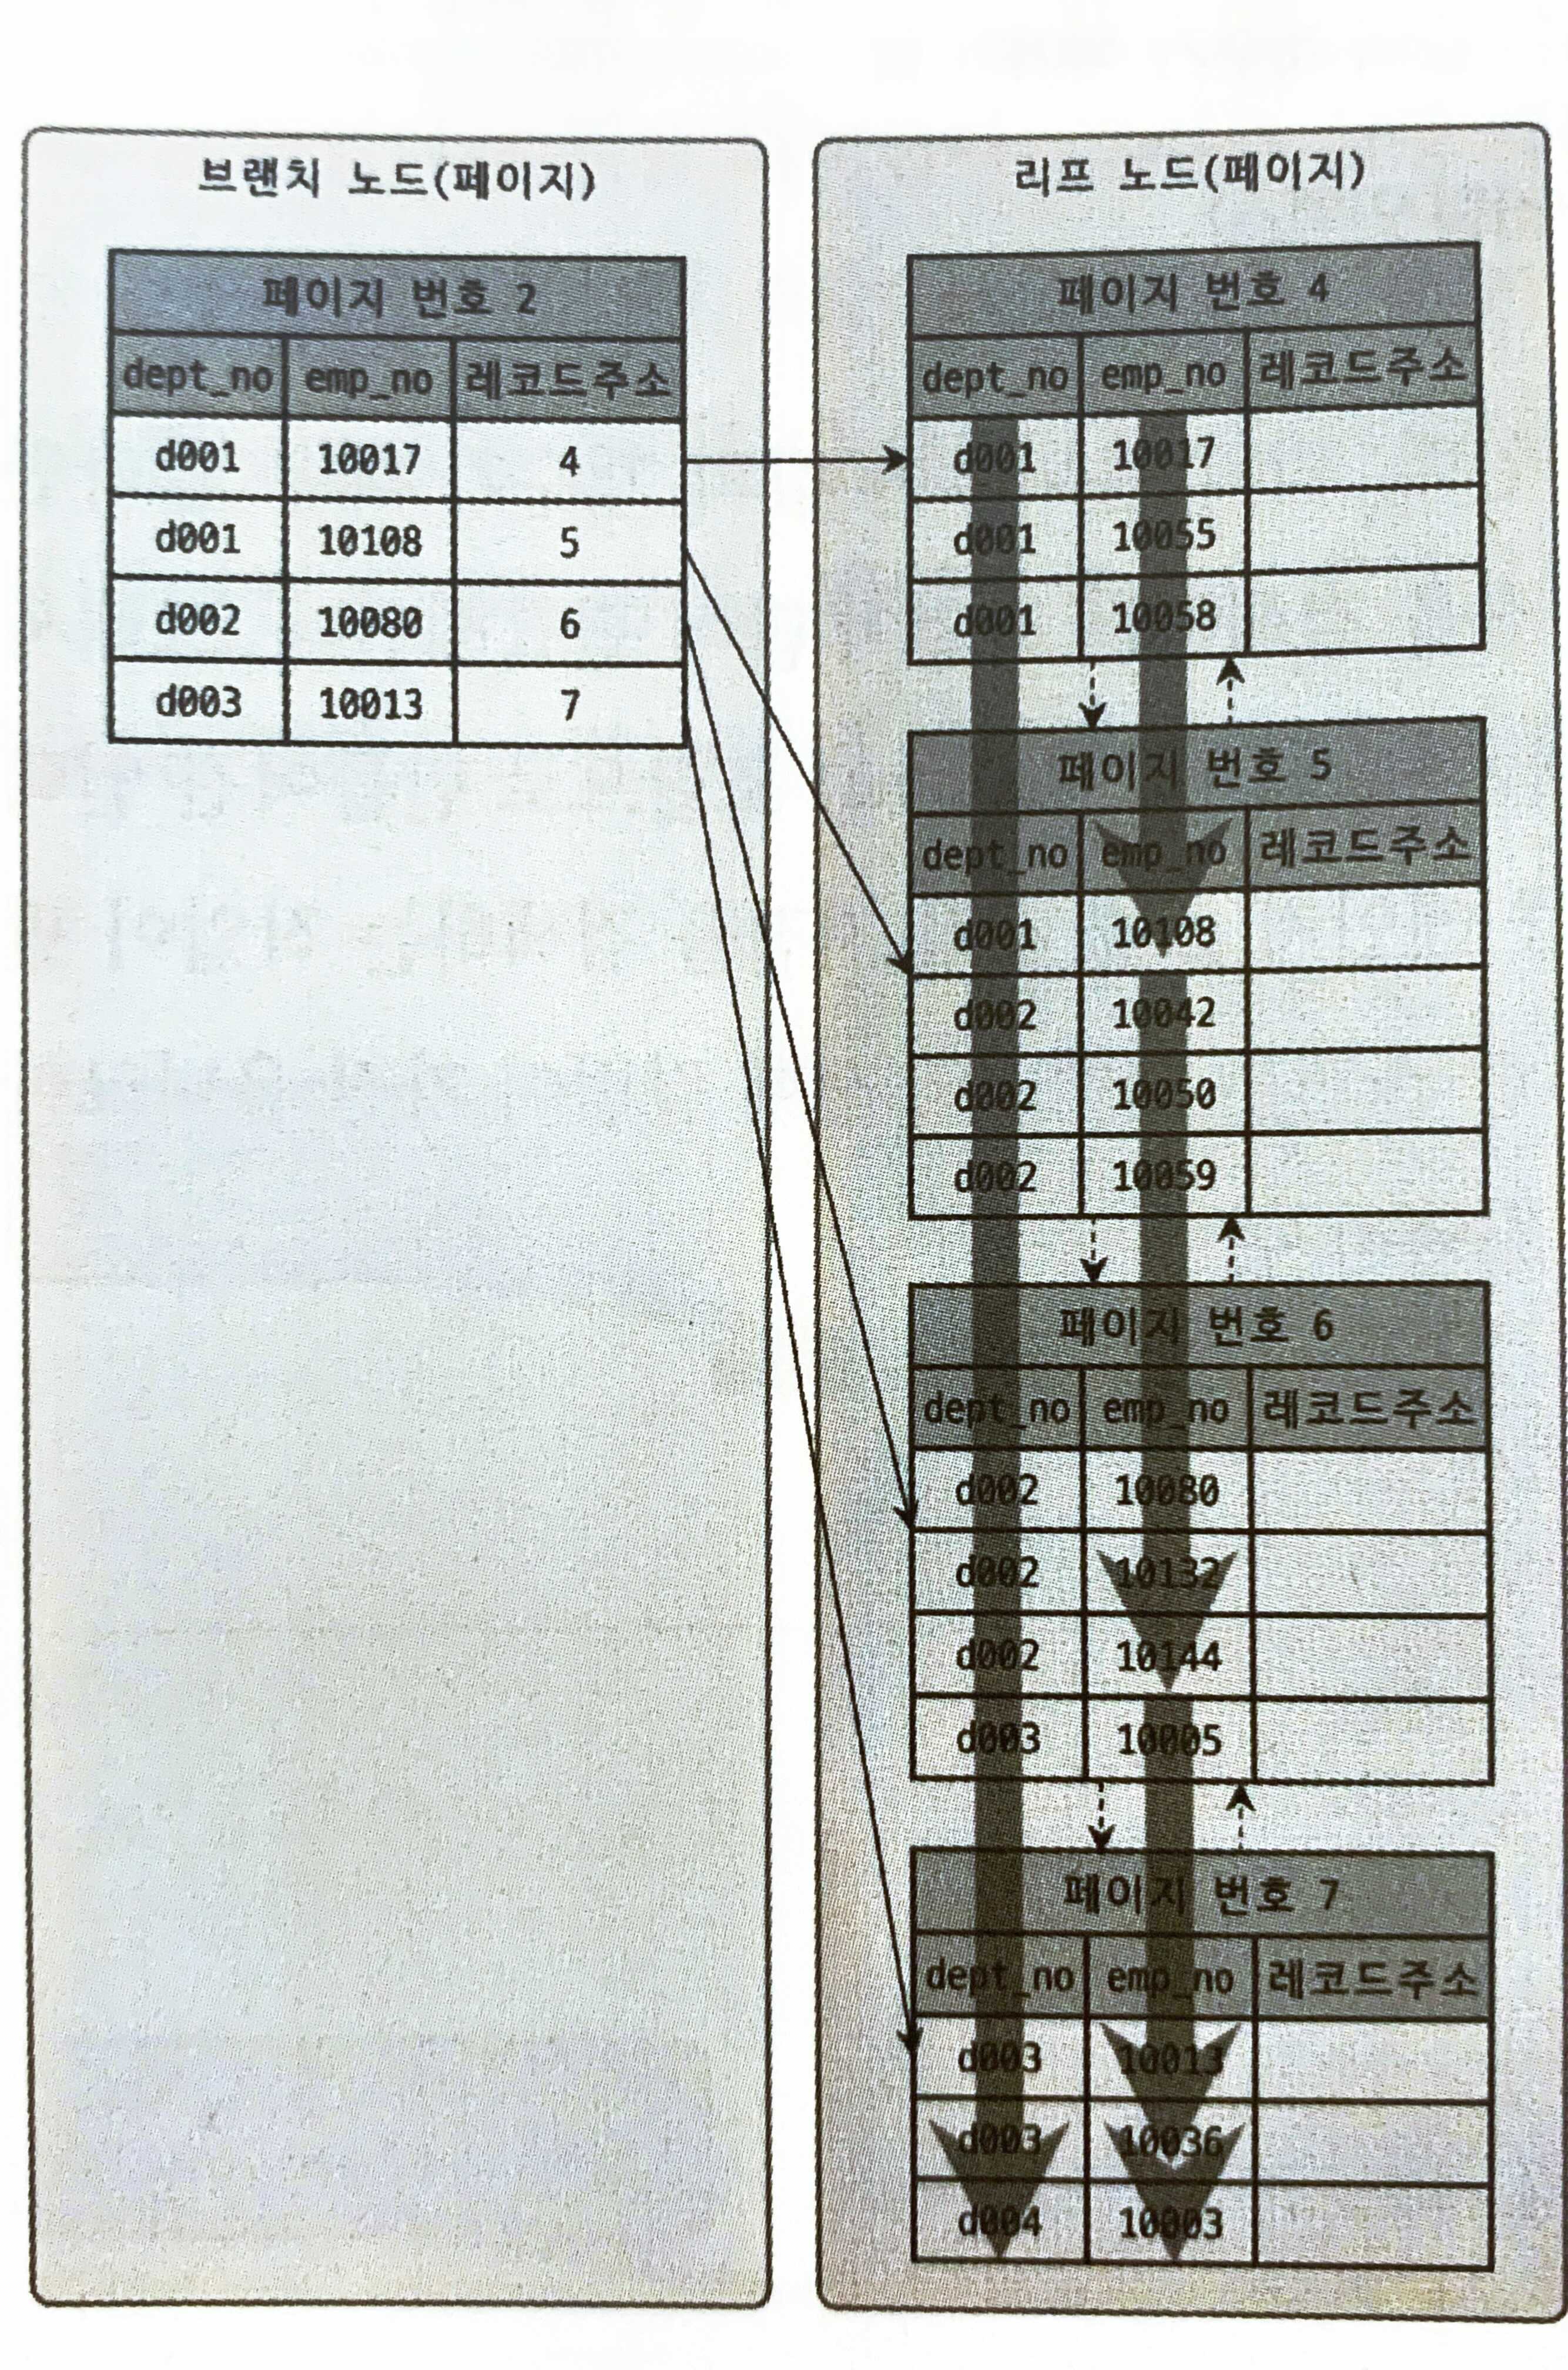 브랜치 노드(페이지)
페이지 번호 2
dept_no emp_no 레코드주소
d001 10017 4
d001 10108 5
d002 10080 6
d003 10013 7
리프 노드(페이지)
페이지 번호 4
dept_no emp_no 레코드주소
d001 10017
d001 10055
d001 10058
페이지 번호 5
dept_no emp_no 레코드주소
d001 10108
d002 10042
d002 10050
d002 10059
페이지 번호 6
dept_no emp_no 레코드주소
d002 10080
d002 10132
d002 10144
d003 10005
페이지 번호 7
dept_no emp_no 레코드주소
d003 10013
d003 10036
d004 10003